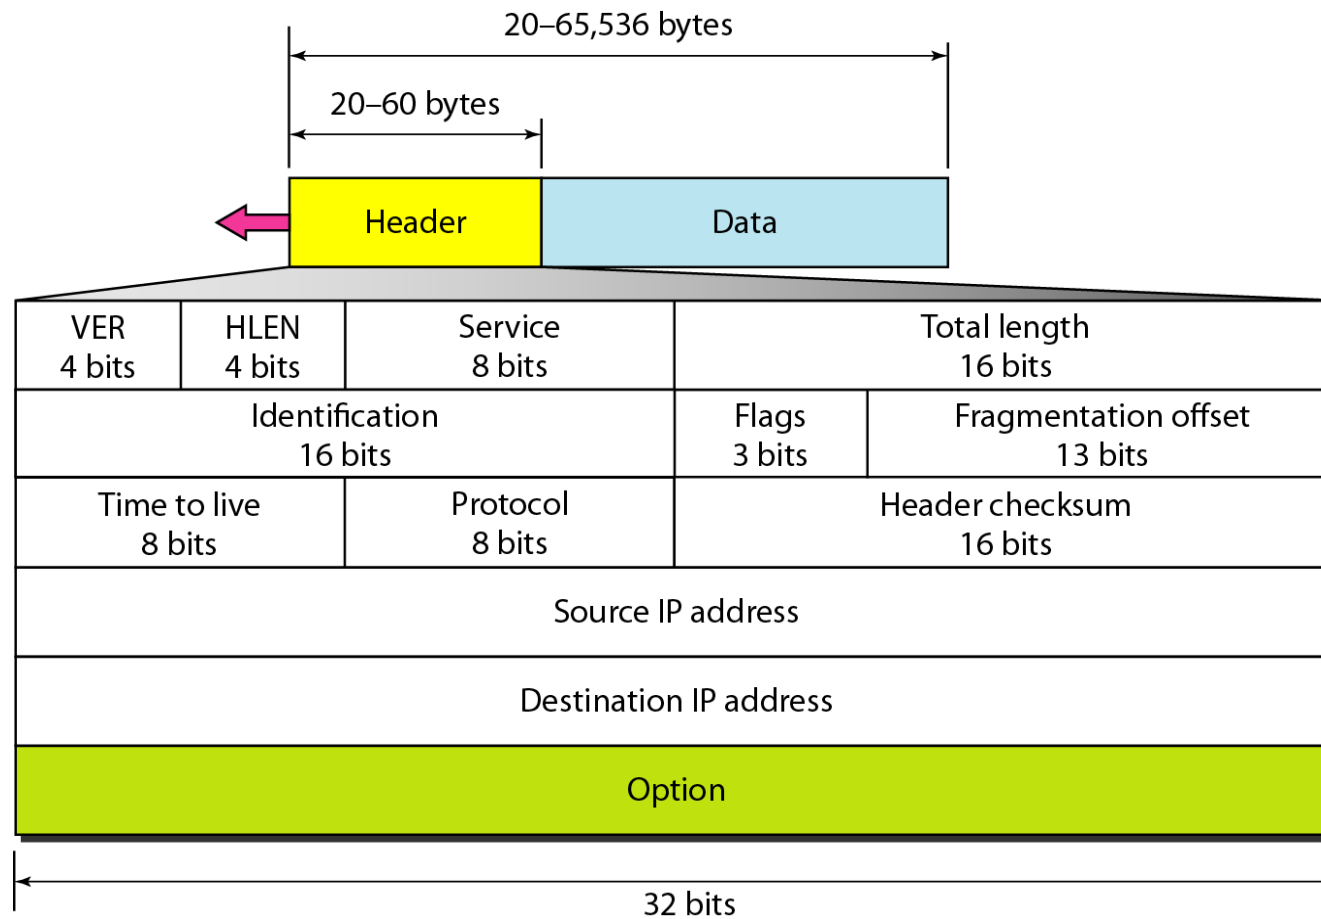 20–65,536 bytes
20–60 bytes
Header
Data
VER
4 bits
HLEN
4 bits
Service
8 bits
Total length
16 bits
Identification
16 bits
Flags
3 bits
Fragmentation offset
13 bits
Time to live
8 bits
Protocol
8 bits
Header checksum
16 bits
Source IP address
Destination IP address
Option
32 bits